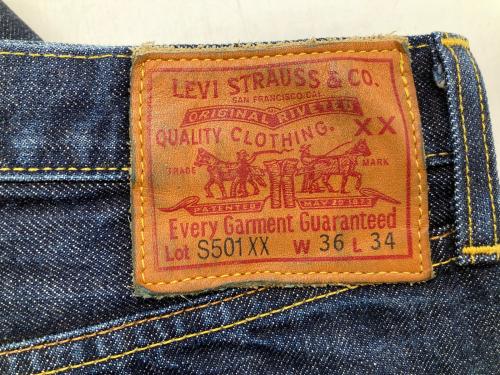 LEVI STRAUSS & CO.
SAN FRANCISCO, CAL.
ORIGINAL RIVETED
QUALITY CLOTHING. XX
TRADE MARK
PATENTED MAY 20 1873
Every Garment Guaranteed
Lot S501XX W 36 L 34